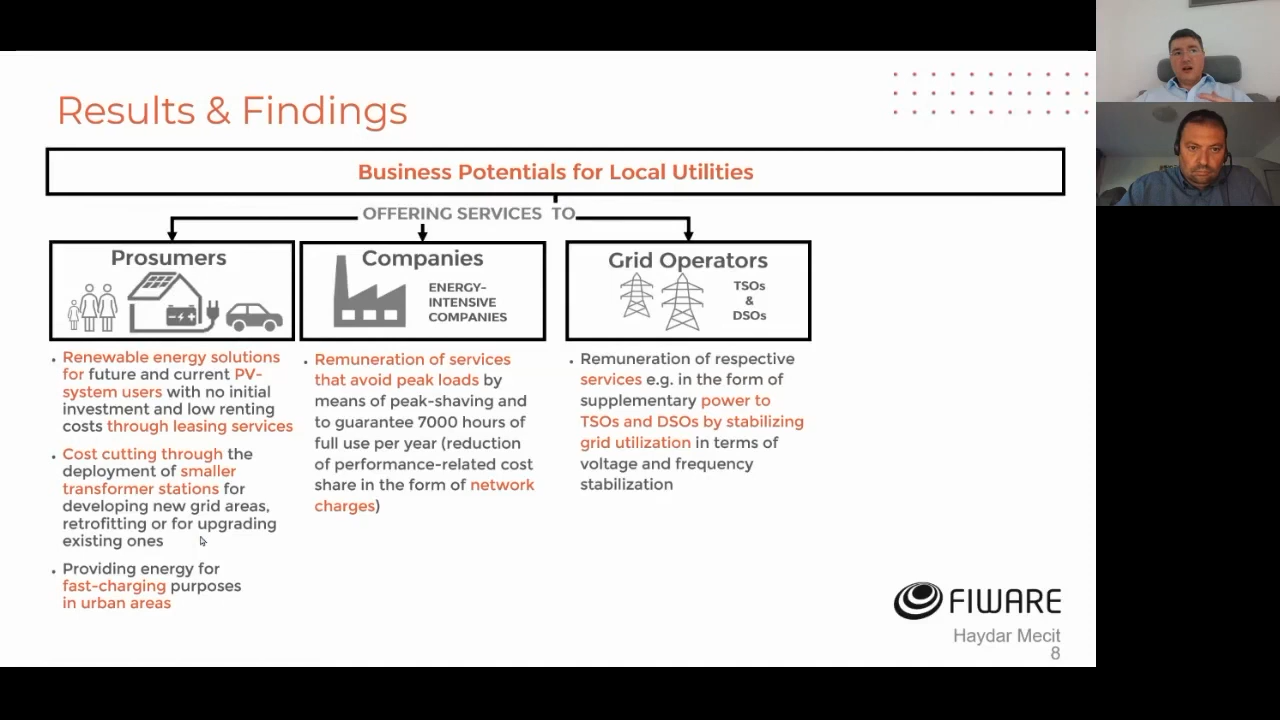 Results & Findings
Business Potentials for Local Utilities
OFFERING SERVICES TO
Prosumers
Companies
ENERGY-
INTENSIVE
COMPANIES
Grid Operators
TSOs
&
DSOs
. Renewable energy solutions
for future and current PV-
system users with no initial
investment and low renting
costs through leasing services
. Cost cutting through the
deployment of smaller
transformer stations for
developing new grid areas,
retrofitting or for upgrading
existing ones
. Providing energy for
fast-charging purposes
in urban areas
. Remuneration of services
that avoid peak loads by
means of peak-shaving and
to guarantee 7000 hours of
full use per year (reduction
of performance-related cost
share in the form of network
charges)
. Remuneration of respective
services e.g. in the form of
supplementary power to
TSOs and DSOs by stabilizing
grid utilization in terms of
voltage and frequency
stabilization
FIWARE
Haydar Mecit
8